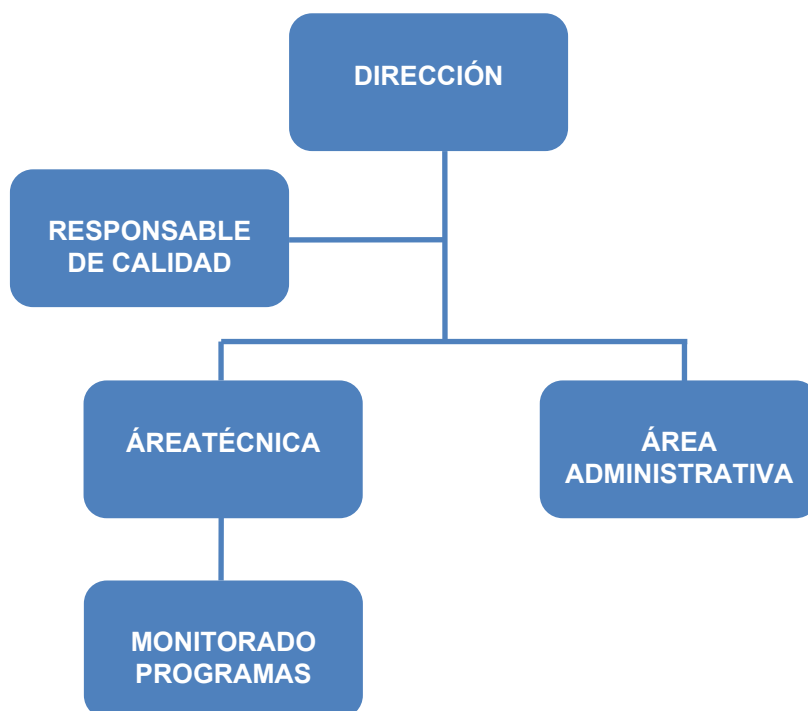 DIRECCIÓN
RESPONSABLE
DE CALIDAD
ÁREATÉCNICA
ÁREA
ADMINISTRATIVA
MONITORADO
PROGRAMAS